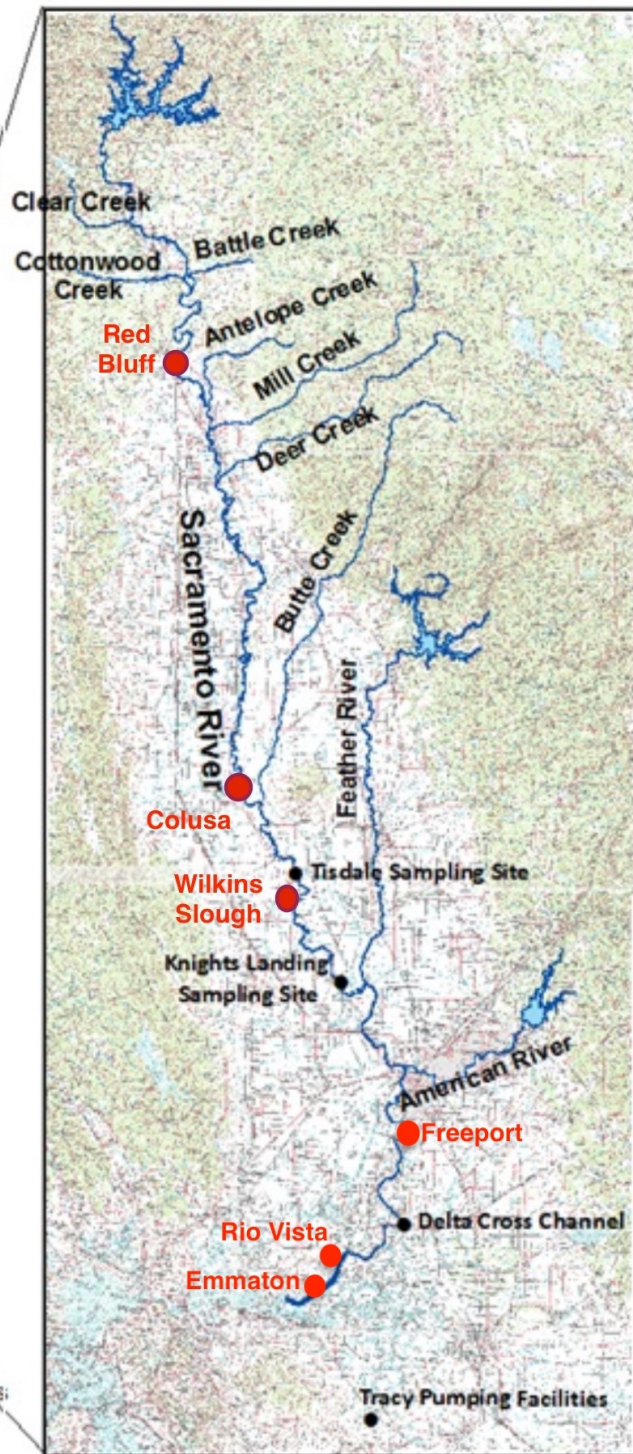 Clear Creek
Battle Creek
Cottonwood
Creek
Antelope Creek
Red
Bluff
Mill Creek
Deer Creek
Sacramento River
Butte Creek
Feather River
Colusa
Tisdale Sampling Site
Wilkins
Slough
Knights Landing
Sampling Site
American River
Freeport
Delta Cross Channel
Rio Vista
Emmaton
Tracy Pumping Facilities